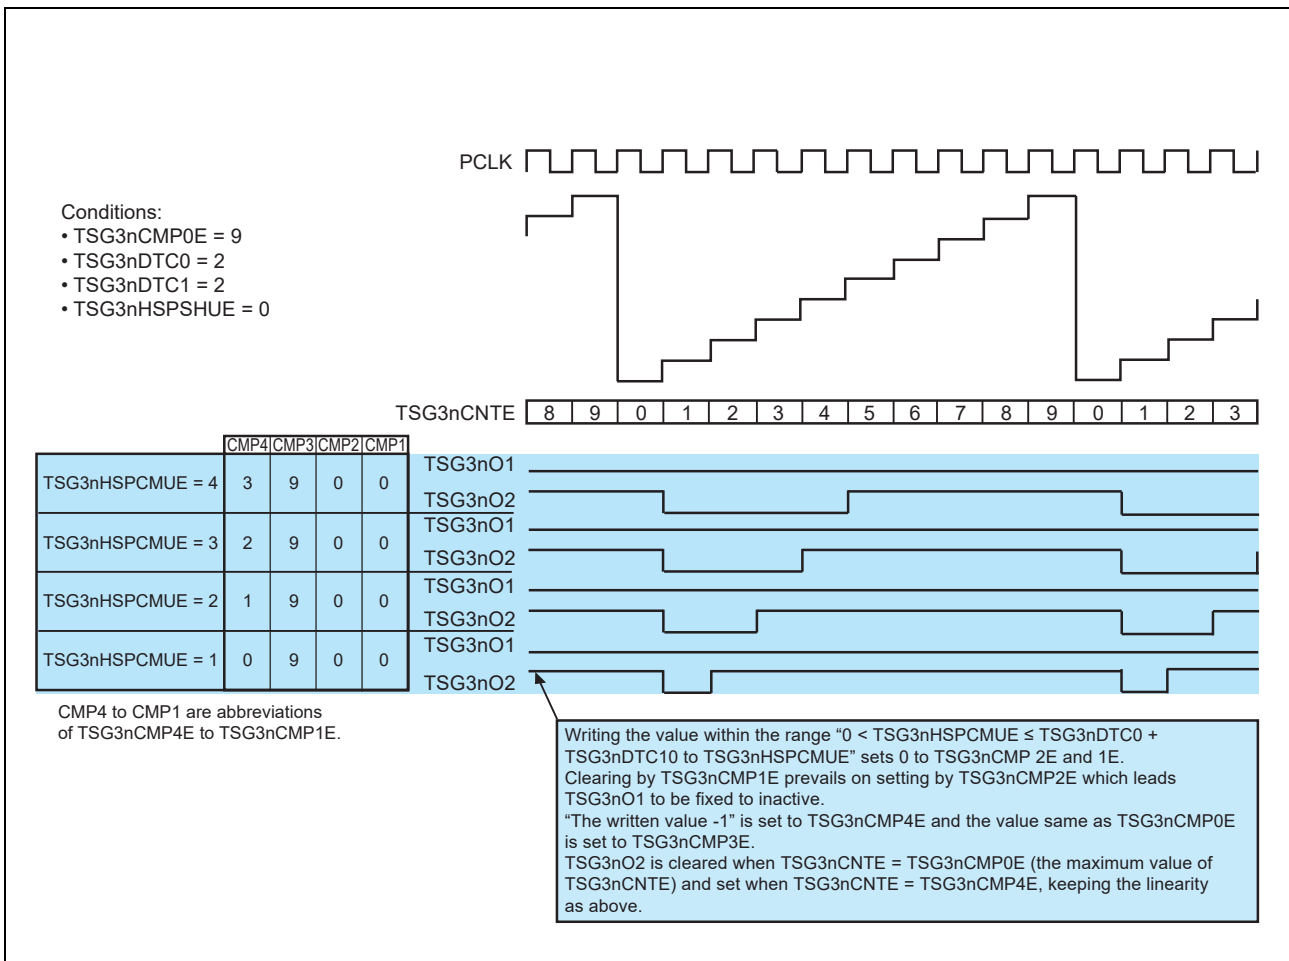 PCLK
Conditions:
• TSG3nCMP0E = 9
• TSG3nDTC0 = 2
• TSG3nDTC1 = 2
• TSG3nHSPSHUE = 0
TSG3nCNTE 8 9 0 1 2 3 4 5 6 7 8 9 0 1 2 3
CMP4 CMP3 CMP2 CMP1
TSG3nHSPCMUE = 4 3 9 0 0
TSG3nO1
TSG3nO2
TSG3nHSPCMUE = 3 2 9 0 0
TSG3nO1
TSG3nO2
TSG3nHSPCMUE = 2 1 9 0 0
TSG3nO1
TSG3nO2
TSG3nHSPCMUE = 1 0 9 0 0
TSG3nO1
TSG3nO2
CMP4 to CMP1 are abbreviations
of TSG3nCMP4E to TSG3nCMP1E.
Writing the value within the range “0 < TSG3nHSPCMUE ≤ TSG3nDTC0 +
TSG3nDTC10 to TSG3nHSPCMUE” sets 0 to TSG3nCMP 2E and 1E.
Clearing by TSG3nCMP1E prevails on setting by TSG3nCMP2E which leads
TSG3nO1 to be fixed to inactive.
“The written value -1” is set to TSG3nCMP4E and the value same as TSG3nCMP0E
is set to TSG3nCMP3E.
TSG3nO2 is cleared when TSG3nCNTE = TSG3nCMP0E (the maximum value of
TSG3nCNTE) and set when TSG3nCNTE = TSG3nCMP4E, keeping the linearity
as above.